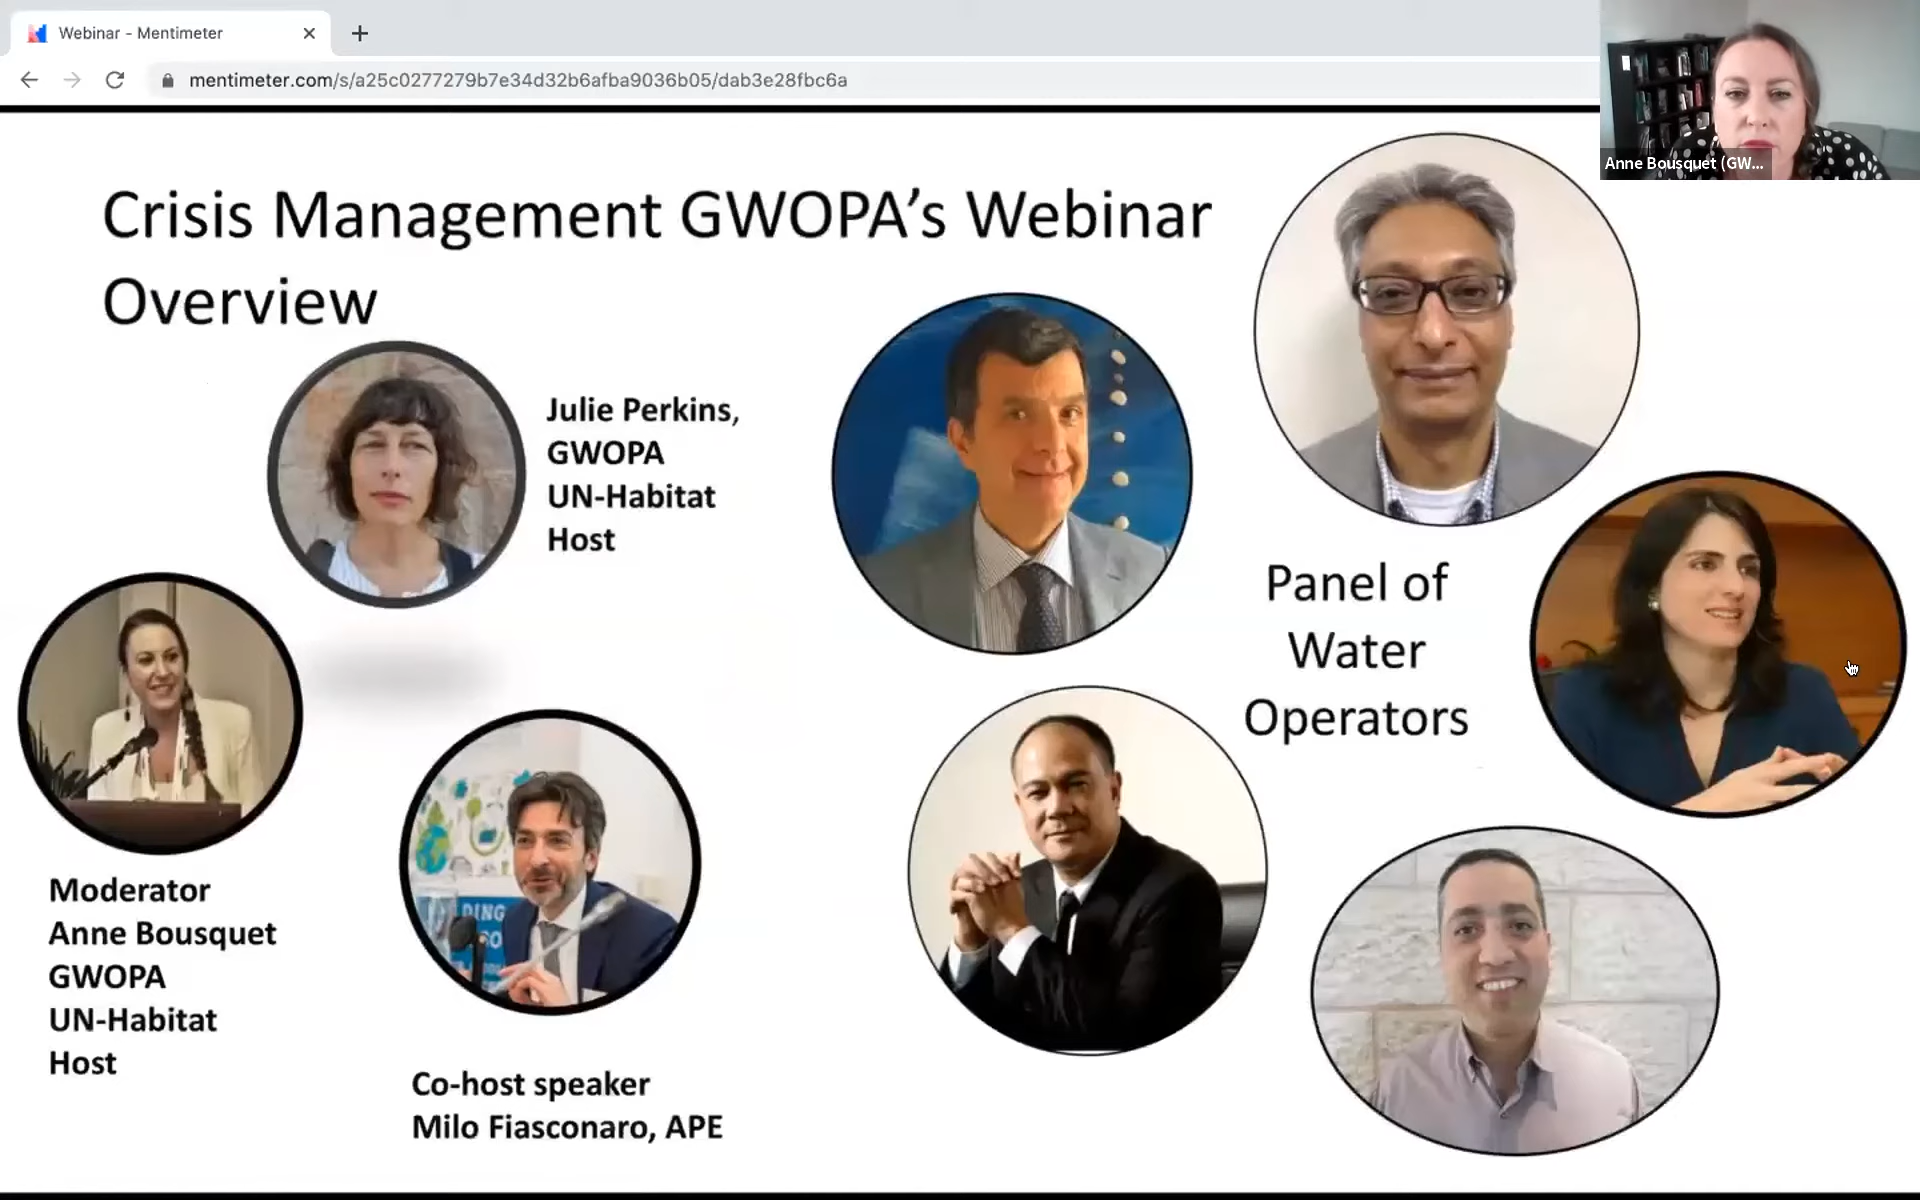 Webinar - Mentimeter
mentimeter.com/s/a25c0277279b7e34d32b6afba9036b05/dab3e28fbc6a
Anne Bousquet (GW...
Crisis Management GWOPA’s Webinar
Overview
Julie Perkins,
GWOPA
UN-Habitat
Host
Moderator
Anne Bousquet
GWOPA
UN-Habitat
Host
DING
Co-host speaker
Milo Fiasconaro, APE
Panel of
Water
Operators